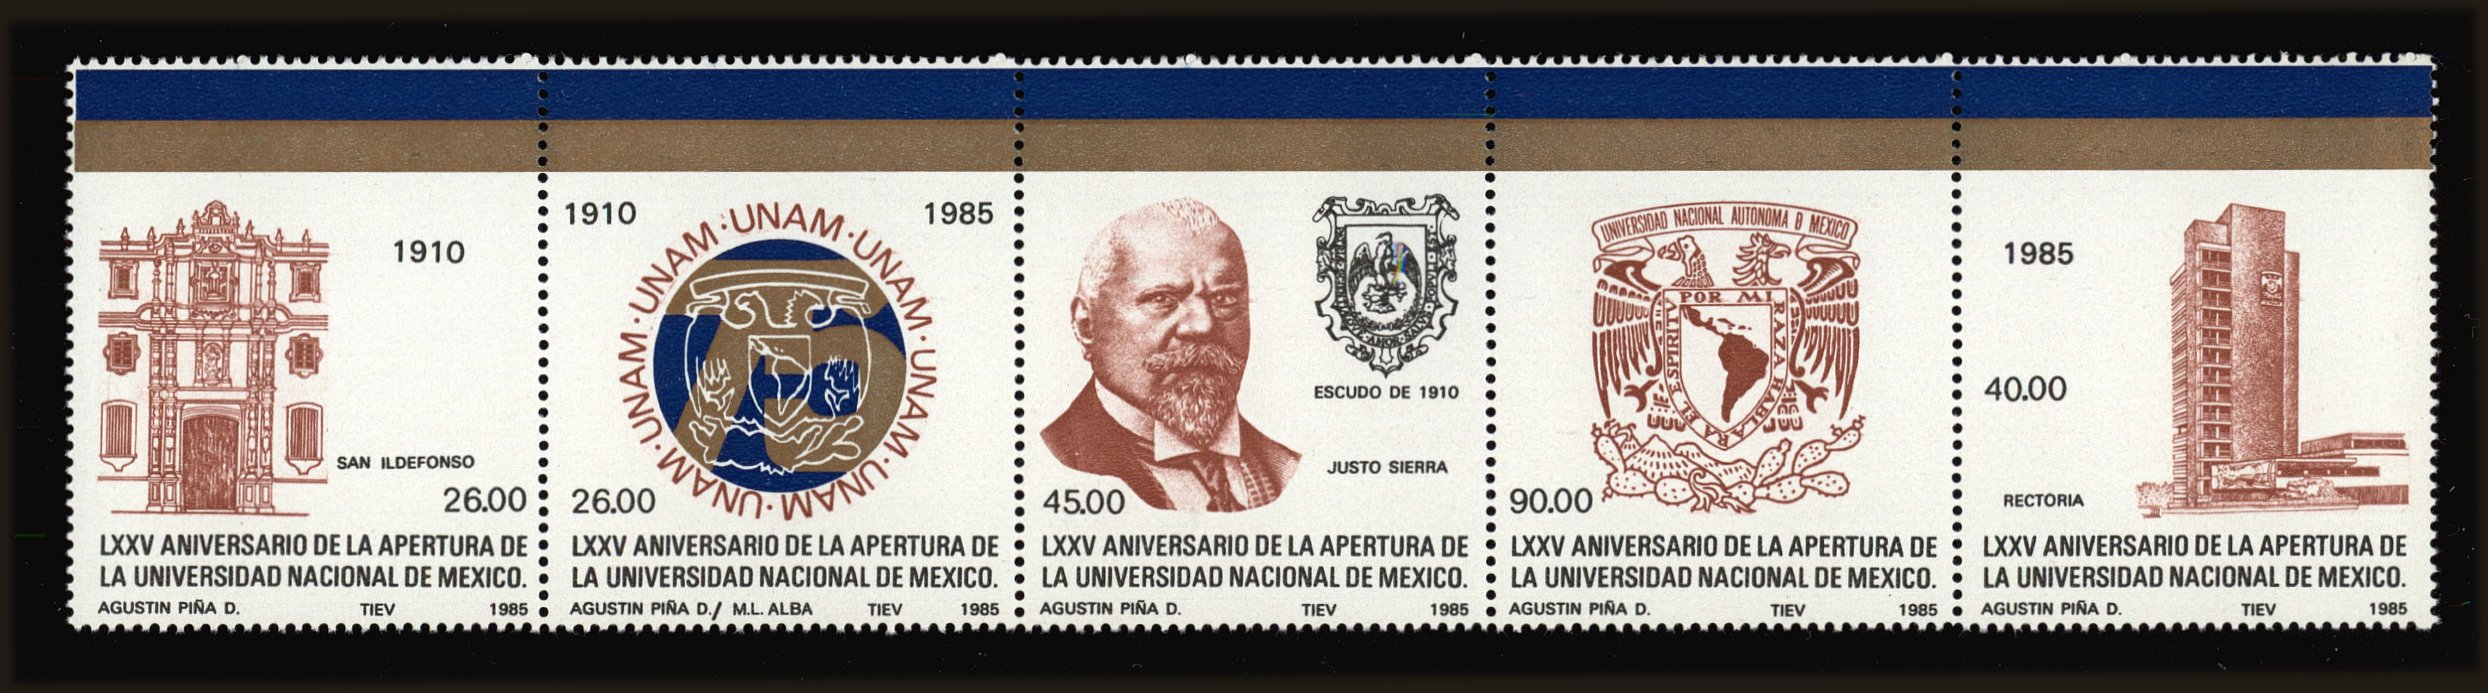 1910
SAN ILDEFONSO
26.00
LXXV ANIVERSARIO DE LA APERTURA DE
LA UNIVERSIDAD NACIONAL DE MEXICO.
AGUSTIN PIÑA D. TIEV 1985
1910 1985
UNAM · UNAM · UNAM · UNAM · UNAM · UNAM · UNAM · UNAM · UNAM ·
75
26.00
LXXV ANIVERSARIO DE LA APERTURA DE
LA UNIVERSIDAD NACIONAL DE MEXICO.
AGUSTIN PIÑA D./ M.L. ALBA TIEV 1985
ESCUDO DE 1910
JUSTO SIERRA
45.00
LXXV ANIVERSARIO DE LA APERTURA DE
LA UNIVERSIDAD NACIONAL DE MEXICO.
AGUSTIN PIÑA D. TIEV 1985
UNIVERSIDAD NACIONAL AUTONOMA D MEXICO
POR MI RAZA HABLARA EL ESPIRITU
90.00
LXXV ANIVERSARIO DE LA APERTURA DE
LA UNIVERSIDAD NACIONAL DE MEXICO.
AGUSTIN PIÑA D. TIEV 1985
1985
40.00
RECTORIA
LXXV ANIVERSARIO DE LA APERTURA DE
LA UNIVERSIDAD NACIONAL DE MEXICO.
AGUSTIN PIÑA D. TIEV 1985